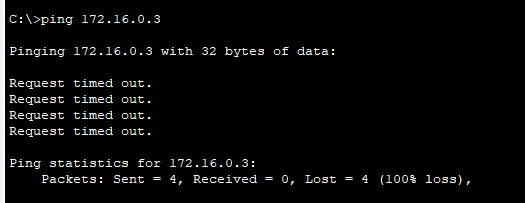 C:\>ping 172.16.0.3
Pinging 172.16.0.3 with 32 bytes of data:
Request timed out.
Request timed out.
Request timed out.
Request timed out.
Ping statistics for 172.16.0.3:
Packets: Sent = 4, Received = 0, Lost = 4 (100% loss),